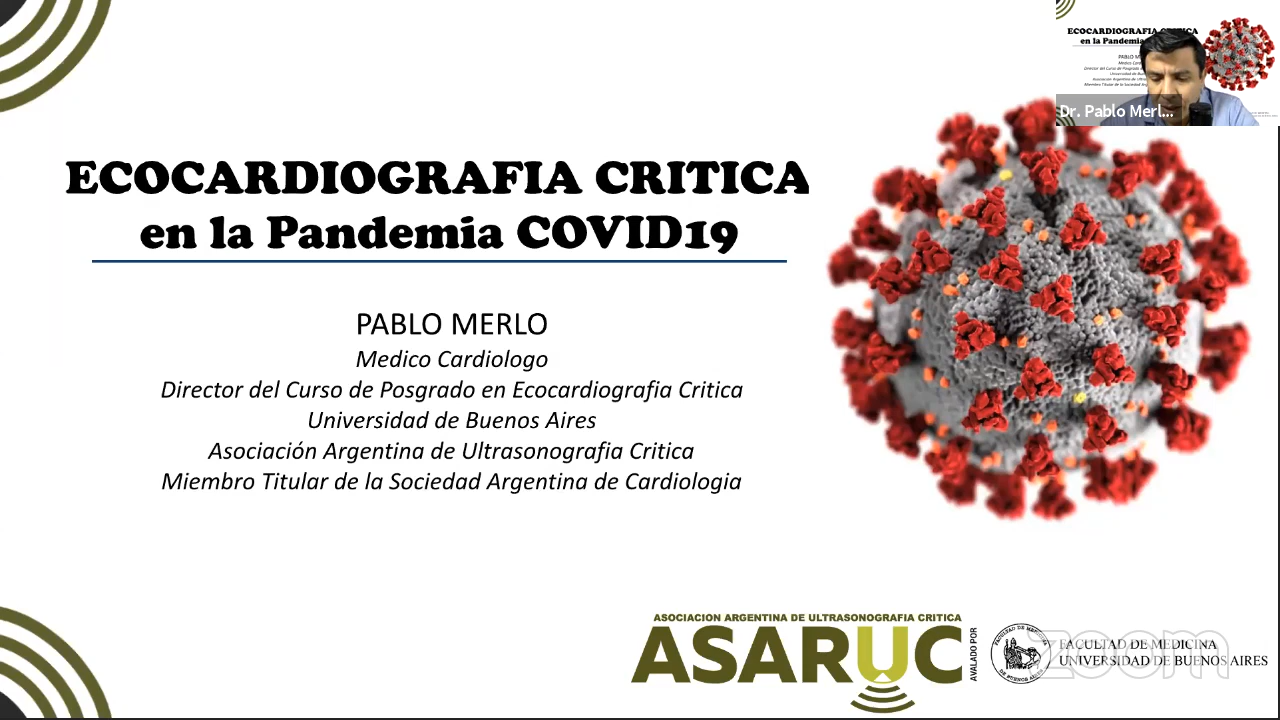 ECOCARDIOGRAFIA CRITICA
en la Pandemia COVID19
PABLO MERLO
Medico Cardiologo
Director del Curso de Posgrado en Ecocardiografia Critica
Universidad de Buenos Aires
Asociación Argentina de Ultrasonografia Critica
Miembro Titular de la Sociedad Argentina de Cardiologia
Dr. Pablo Merl...
ASOCIACION ARGENTINA DE ULTRASONOGRAFIA CRITICA
ASARUC
AVALADO POR
FACULTAD DE MEDICINA
UNIVERSIDAD DE BUENOS AIRES
zoom